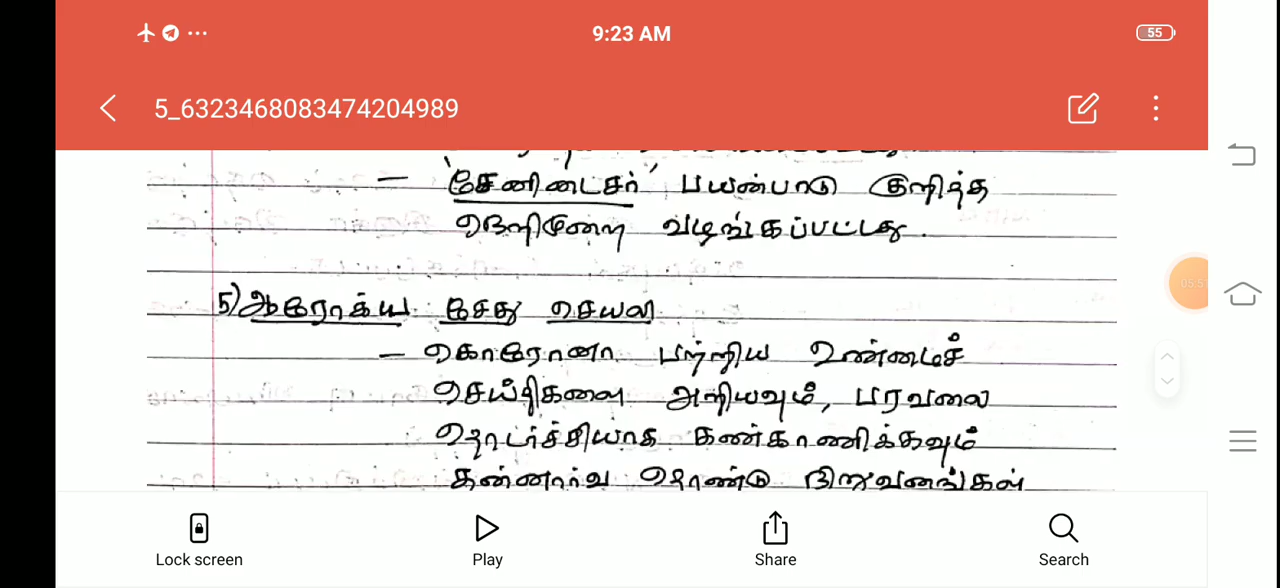 9:23 AM
55
5_6323468083474204989
— 'சேனிடைசர்' பயன்பாடு குறித்த
நெறிமுறை வழங்கப்பட்டது.
5) ஆரோக்ய சேது செயலி
— கொரோனா பற்றிய உண்மைச்
செய்திகளை அறியவும், பரவலை
தொடர்ச்சியாக கண்காணிக்கவும்
தன்னார்வ தொண்டு நிறுவனங்கள்
Lock screen
Play
Share
Search